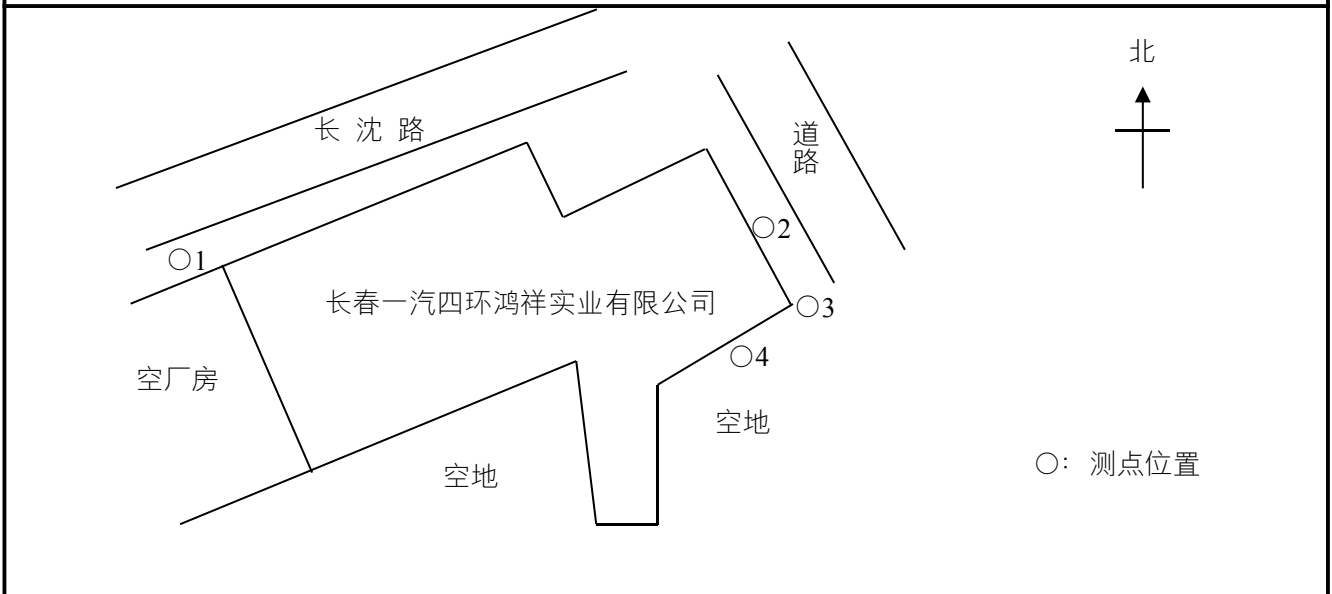 北
长 沈 路
道路
○2
○1
长春一汽四环鸿祥实业有限公司
○3
○4
空厂房
空地
空地
○：测点位置